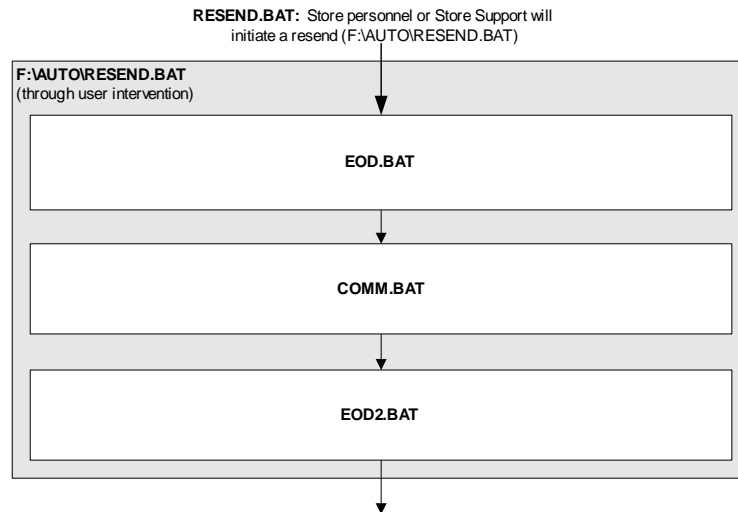 RESEND.BAT: Store personnel or Store Support will
initiate a resend (F:\AUTO\RESEND.BAT)
F:\AUTO\RESEND.BAT
(through user intervention)
EOD.BAT
COMM.BAT
EOD2.BAT